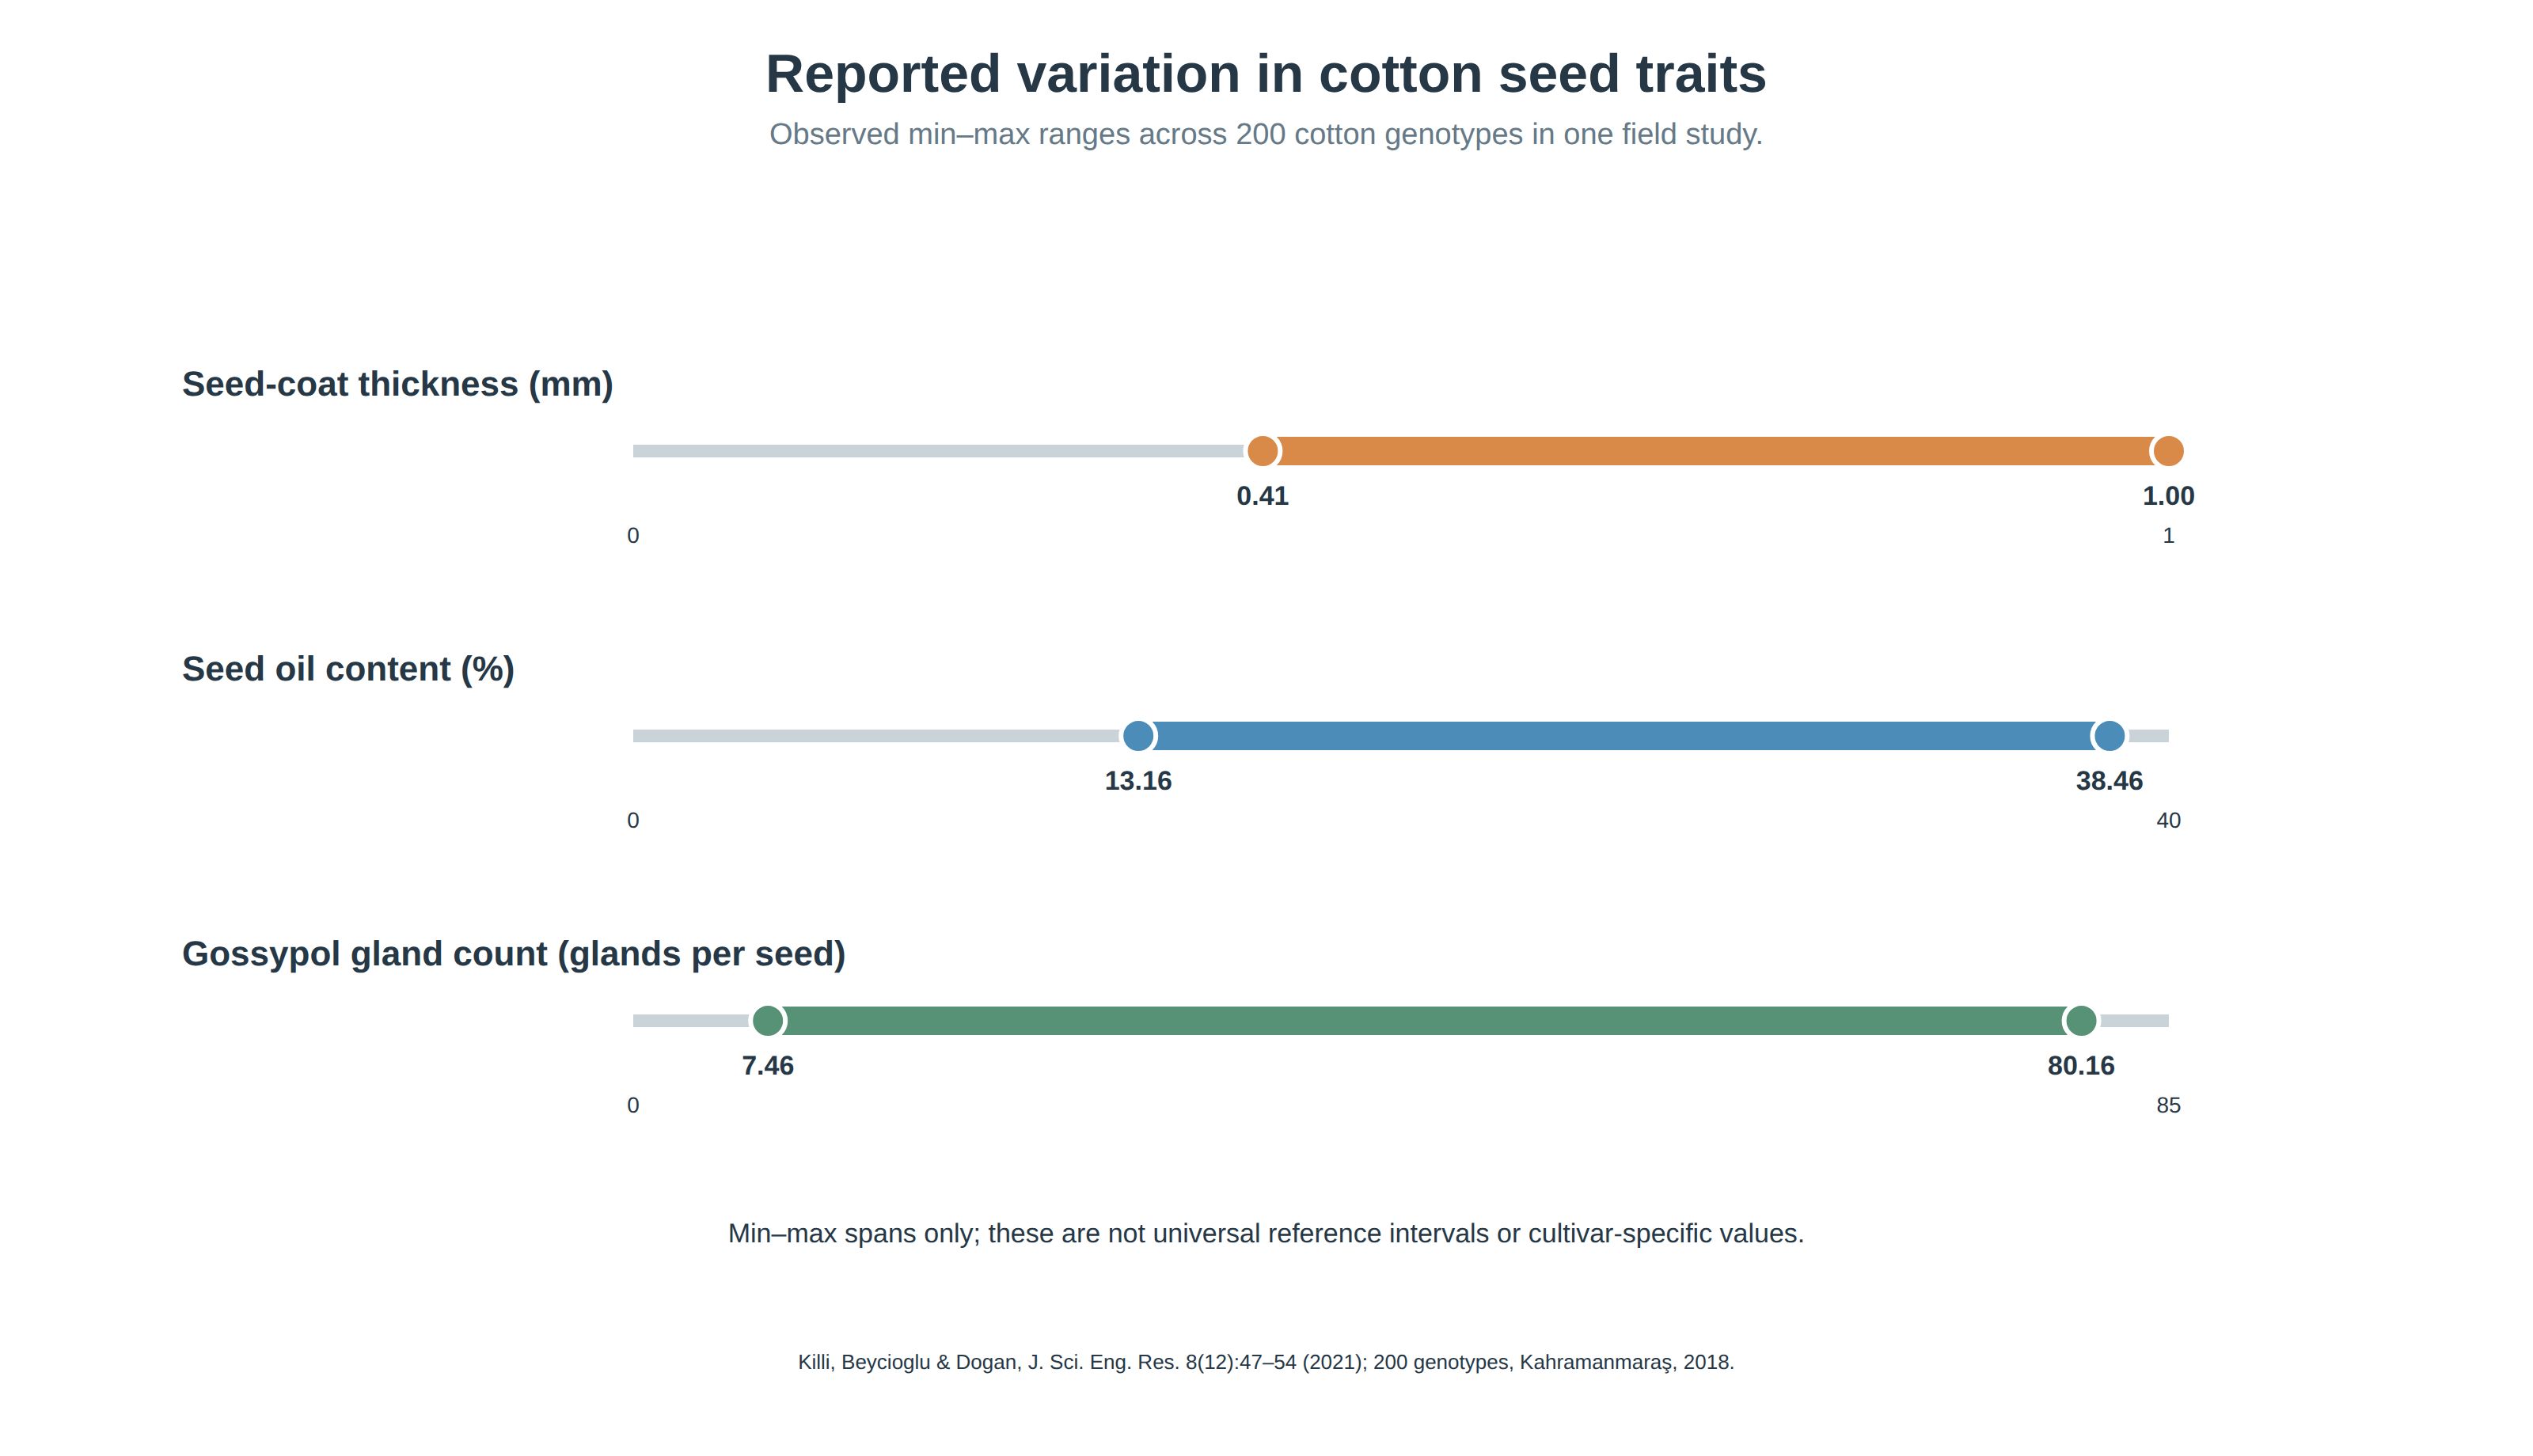 Reported variation in cotton seed traits
Observed min–max ranges across 200 cotton genotypes in one field study.
Seed-coat thickness (mm)
0.41
1.00
0
1
Seed oil content (%)
13.16
38.46
0
40
Gossypol gland count (glands per seed)
7.46
80.16
0
85
Min–max spans only; these are not universal reference intervals or cultivar-specific values.
Killi, Beycioglu & Dogan, J. Sci. Eng. Res. 8(12):47–54 (2021); 200 genotypes, Kahramanmaraş, 2018.